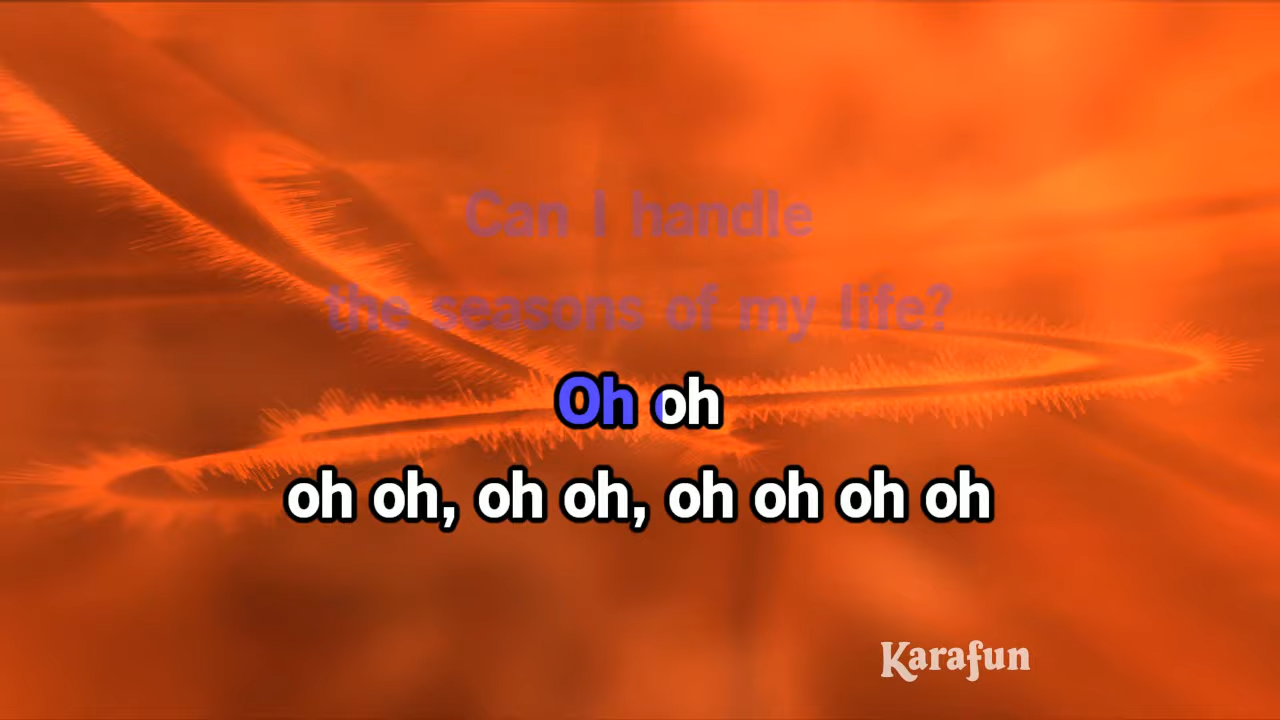 Can I handle
the seasons of my life?
Oh oh
oh oh, oh oh, oh oh oh oh
Karafun